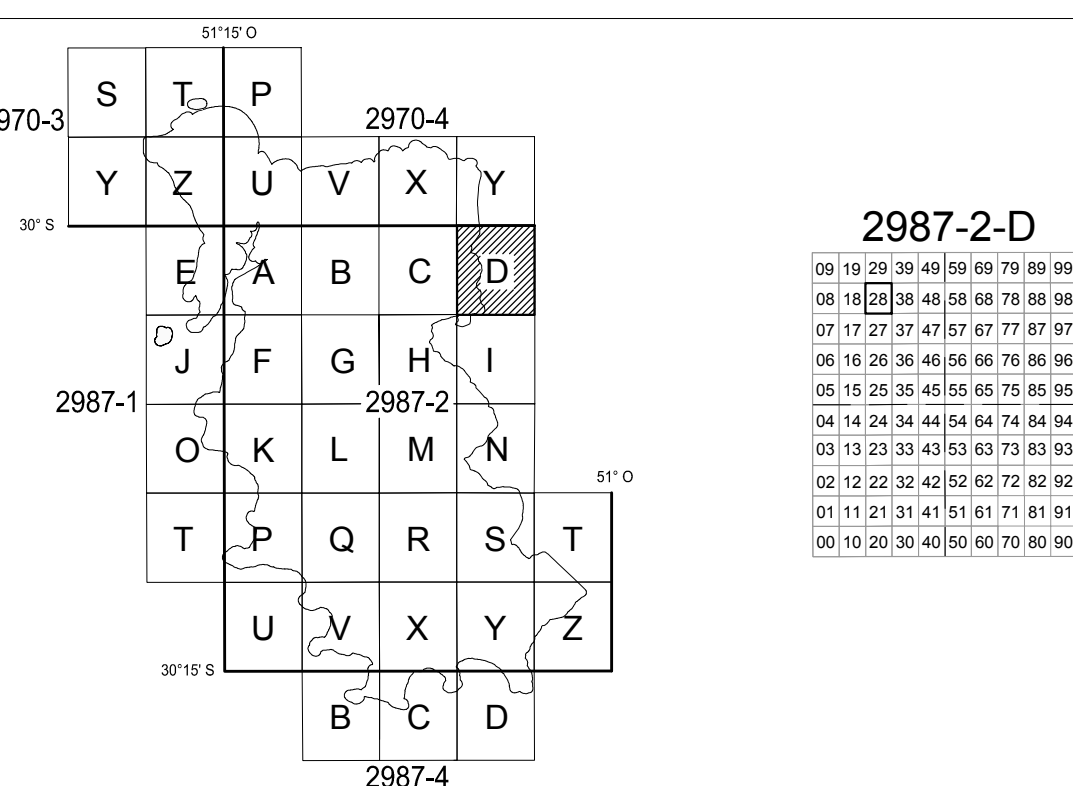 51°15' O
S T P
970-3
2970-4
Y Z U V X Y
30° S
E A B C D
J F G H I
2987-1
2987-2
O K L M N
51° O
T P Q R S T
U V X Y Z
30°15' S
B C D
2987-4
2987-2-D
09 19 29 39 49 59 69 79 89 99
08 18 28 38 48 58 68 78 88 98
07 17 27 37 47 57 67 77 87 97
06 16 26 36 46 56 66 76 86 96
05 15 25 35 45 55 65 75 85 95
04 14 24 34 44 54 64 74 84 94
03 13 23 33 43 53 63 73 83 93
02 12 22 32 42 52 62 72 82 92
01 11 21 31 41 51 61 71 81 91
00 10 20 30 40 50 60 70 80 90